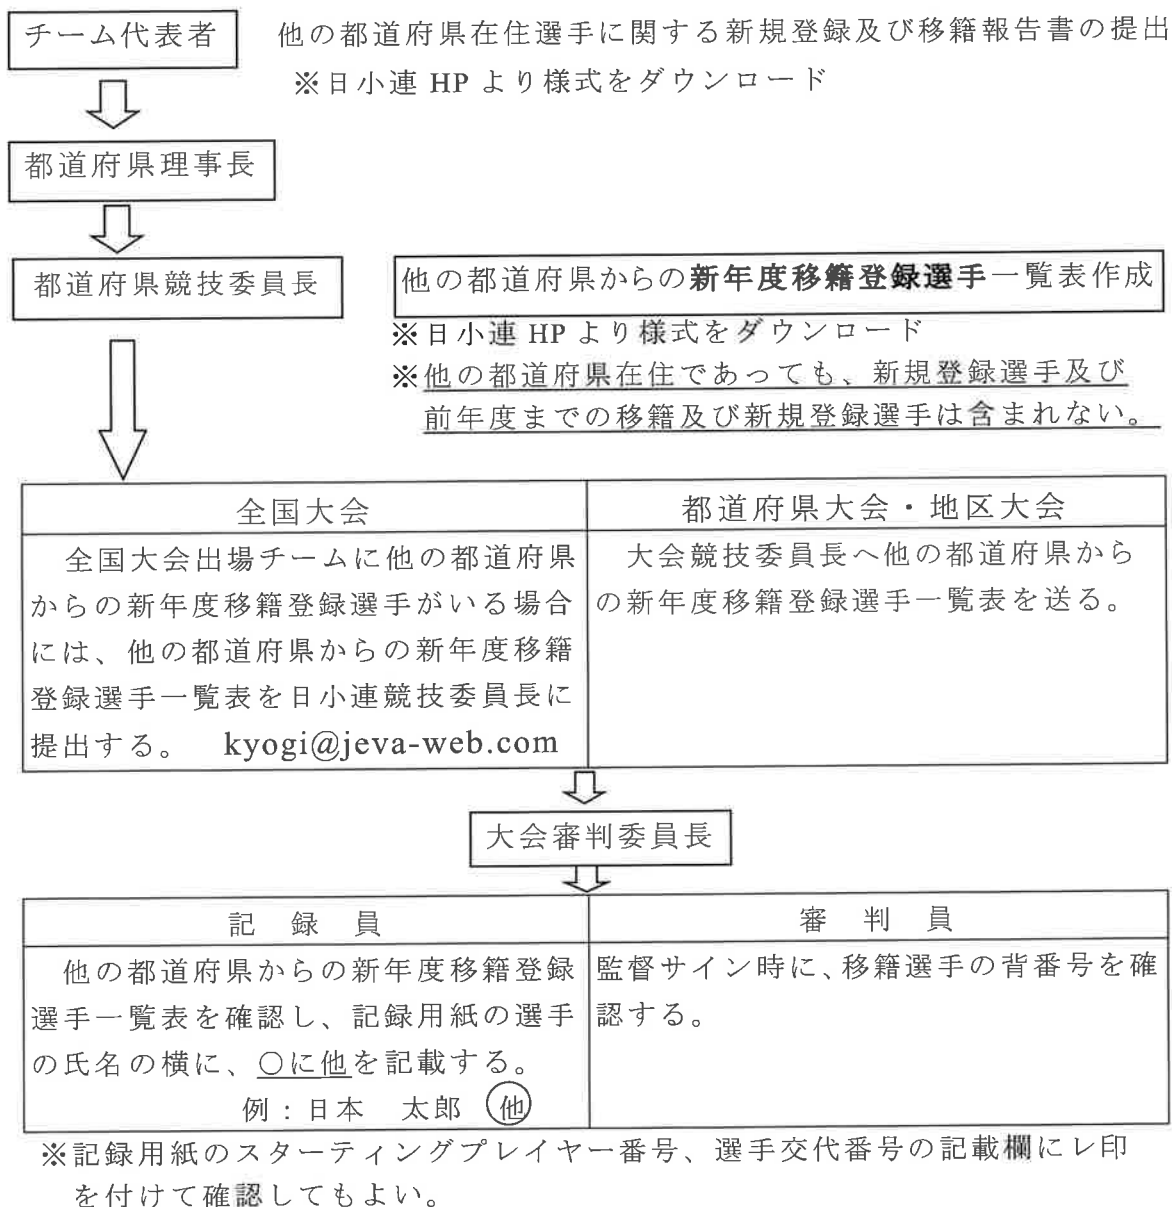 チーム代表者 他の都道府県在住選手に関する新規登録及び移籍報告書の提出
※日小連 HP より様式をダウンロード
都道府県理事長
都道府県競技委員長
他の都道府県からの新年度移籍登録選手一覧表作成
※日小連 HP より様式をダウンロード
※他の都道府県在住であっても、新規登録選手及び
前年度までの移籍及び新規登録選手は含まれない。
全国大会
全国大会出場チームに他の都道府県
からの新年度移籍登録選手がいる場合
には、他の都道府県からの新年度移籍
登録選手一覧表を日小連競技委員長に
提出する。 kyogi@jeva-web.com
都道府県大会・地区大会
大会競技委員長へ他の都道府県から
の新年度移籍登録選手一覧表を送る。
大会審判委員長
記 録 員
他の都道府県からの新年度移籍登録
選手一覧表を確認し、記録用紙の選手
の氏名の横に、○に他を記載する。
例：日本 太郎 ㊀他
審 判 員
監督サイン時に、移籍選手の背番号を確
認する。
※記録用紙のスターティングプレイヤー番号、選手交代番号の記載欄にレ印
を付けて確認してもよい。